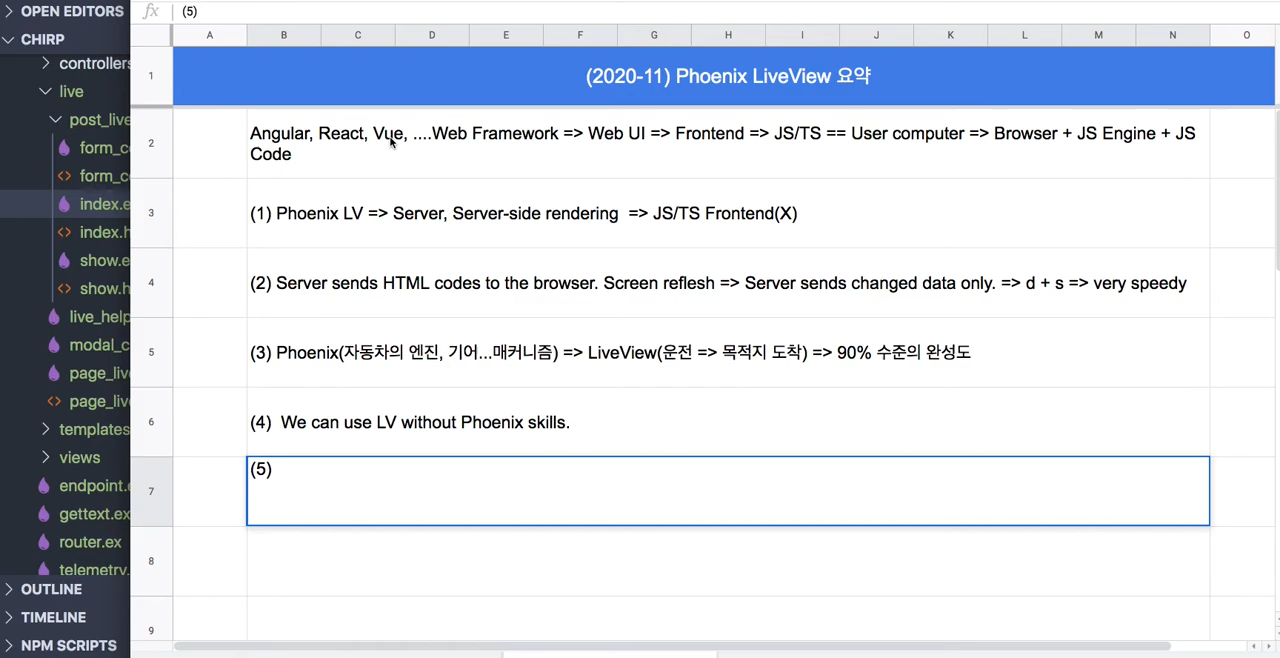 OPEN EDITORS
CHIRP
controllers
live
post_live
form_c
form_c
index.e
index.h
show.e
show.h
live_help
modal_c
page_live
page_live
templates
views
endpoint.
gettext.ex
router.ex
telemetry.
OUTLINE
TIMELINE
NPM SCRIPTS
fx (5)
A B C D E F G H I J K L M N O
1 (2020-11) Phoenix LiveView 요약
2 Angular, React, Vue, ....Web Framework => Web UI => Frontend => JS/TS == User computer => Browser + JS Engine + JS
Code
3 (1) Phoenix LV => Server, Server-side rendering => JS/TS Frontend(X)
4 (2) Server sends HTML codes to the browser. Screen reflesh => Server sends changed data only. => d + s => very speedy
5 (3) Phoenix(자동차의 엔진, 기어...매커니즘) => LiveView(운전 => 목적지 도착) => 90% 수준의 완성도
6 (4) We can use LV without Phoenix skills.
7 (5)
8
9